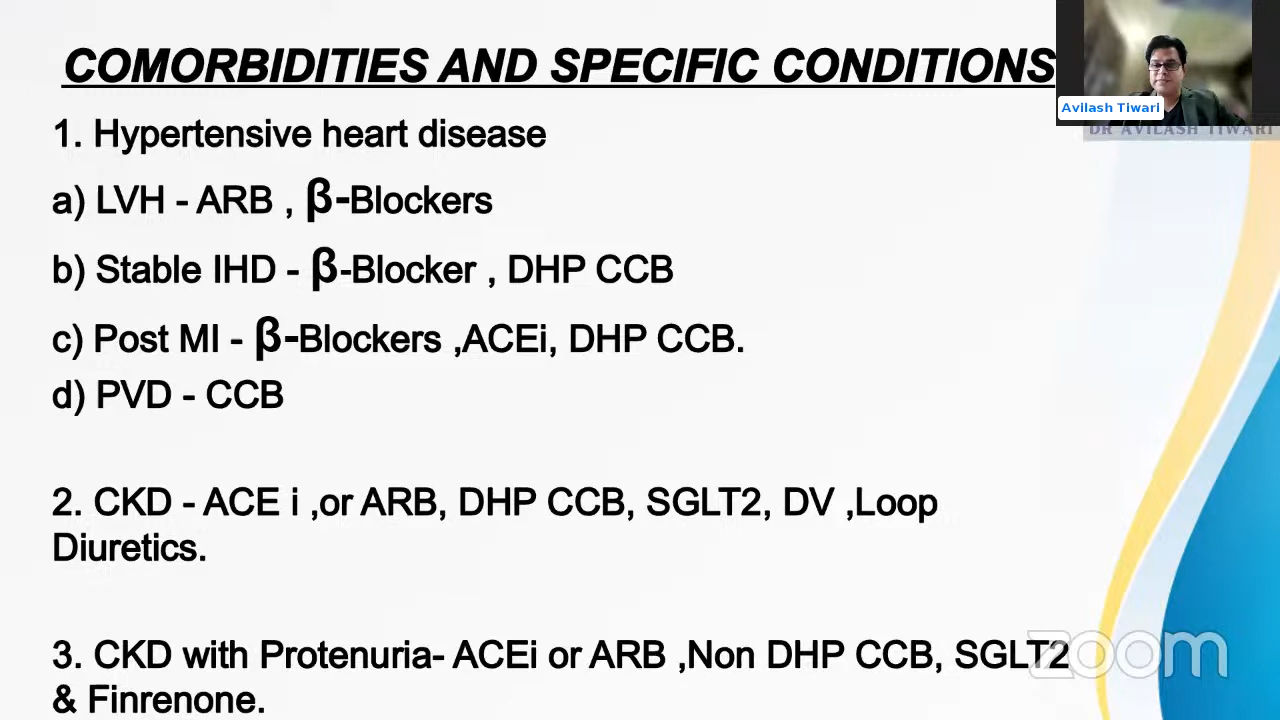 COMORBIDITIES AND SPECIFIC CONDITIONS
Avilash Tiwari
DR AVILASH TIWARI
1. Hypertensive heart disease
a) LVH - ARB , β-Blockers
b) Stable IHD - β-Blocker , DHP CCB
c) Post MI - β-Blockers ,ACEi, DHP CCB.
d) PVD - CCB
2. CKD - ACE i ,or ARB, DHP CCB, SGLT2, DV ,Loop
Diuretics.
3. CKD with Protenuria- ACEi or ARB ,Non DHP CCB, SGLT2
& Finrenone.
zoom